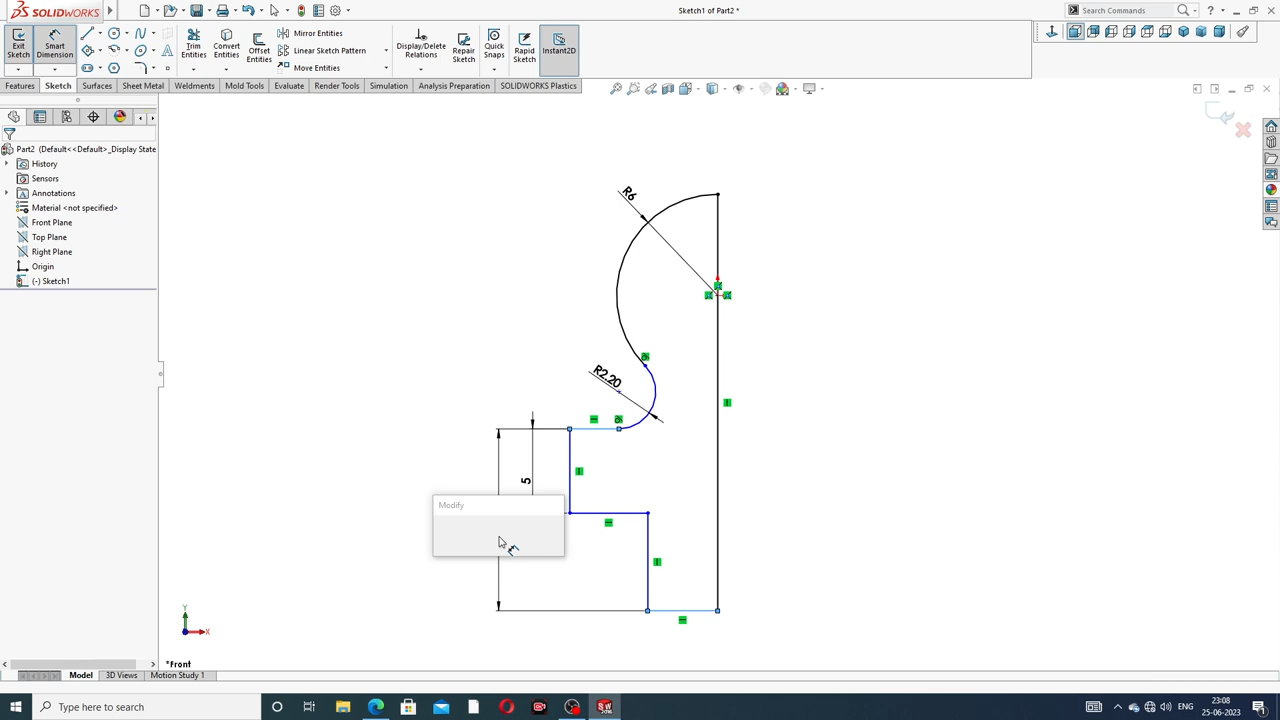 SOLIDWORKS
Sketch1 of Part2 *
Search Commands
Exit Sketch
Smart Dimension
Trim Entities
Convert Entities
Offset Entities
Mirror Entities
Linear Sketch Pattern
Move Entities
Display/Delete Relations
Repair Sketch
Quick Snaps
Rapid Sketch
Instant2D
Features
Sketch
Surfaces
Sheet Metal
Weldments
Mold Tools
Evaluate
Render Tools
Simulation
Analysis Preparation
SOLIDWORKS Plastics
Part2 (Default<<Default>_Display State
History
Sensors
Annotations
Material <not specified>
Front Plane
Top Plane
Right Plane
Origin
(-) Sketch1
R6
R2.20
5
Modify
Y
X
*Front
Model
3D Views
Motion Study 1
Type here to search
23:08
25-06-2023